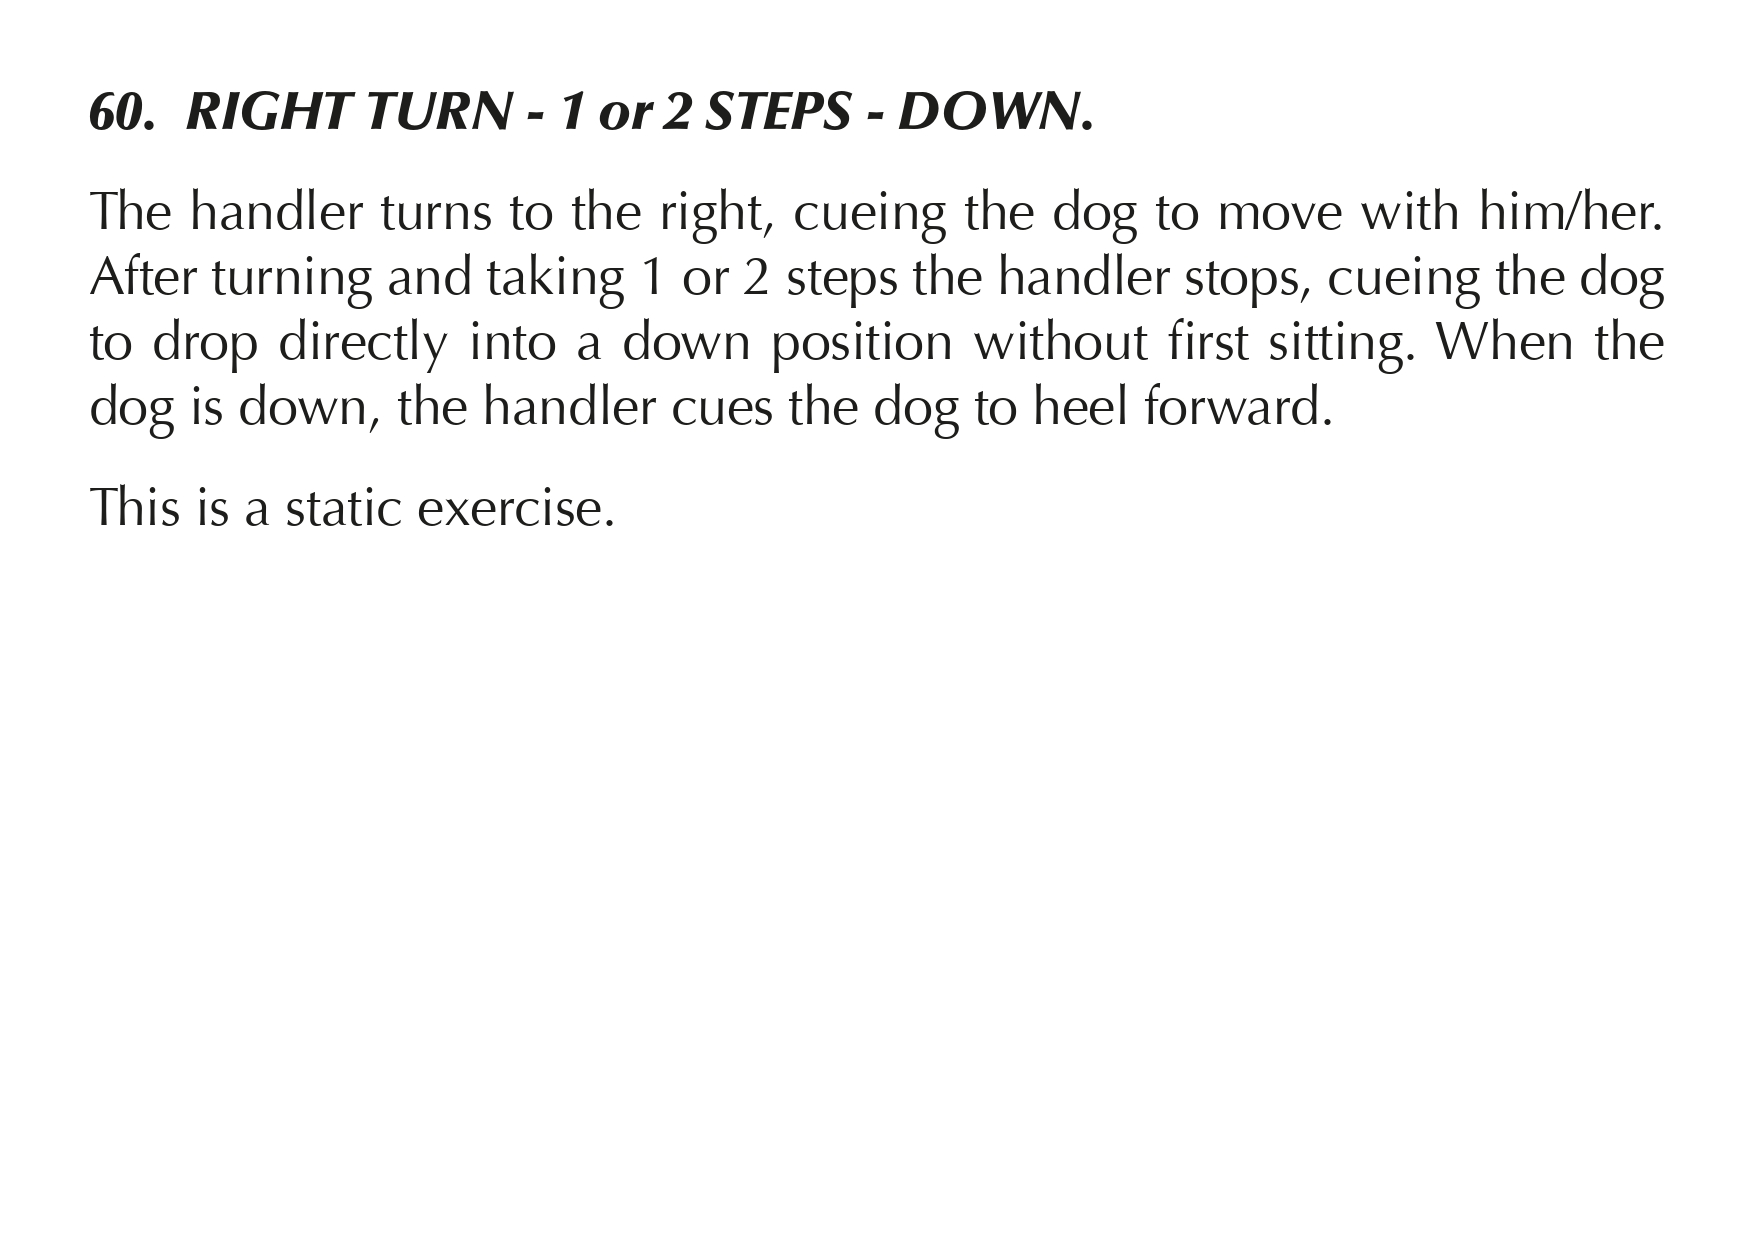 60. RIGHT TURN - 1 or 2 STEPS - DOWN.
The handler turns to the right, cueing the dog to move with him/her.
After turning and taking 1 or 2 steps the handler stops, cueing the dog
to drop directly into a down position without first sitting. When the
dog is down, the handler cues the dog to heel forward.
This is a static exercise.